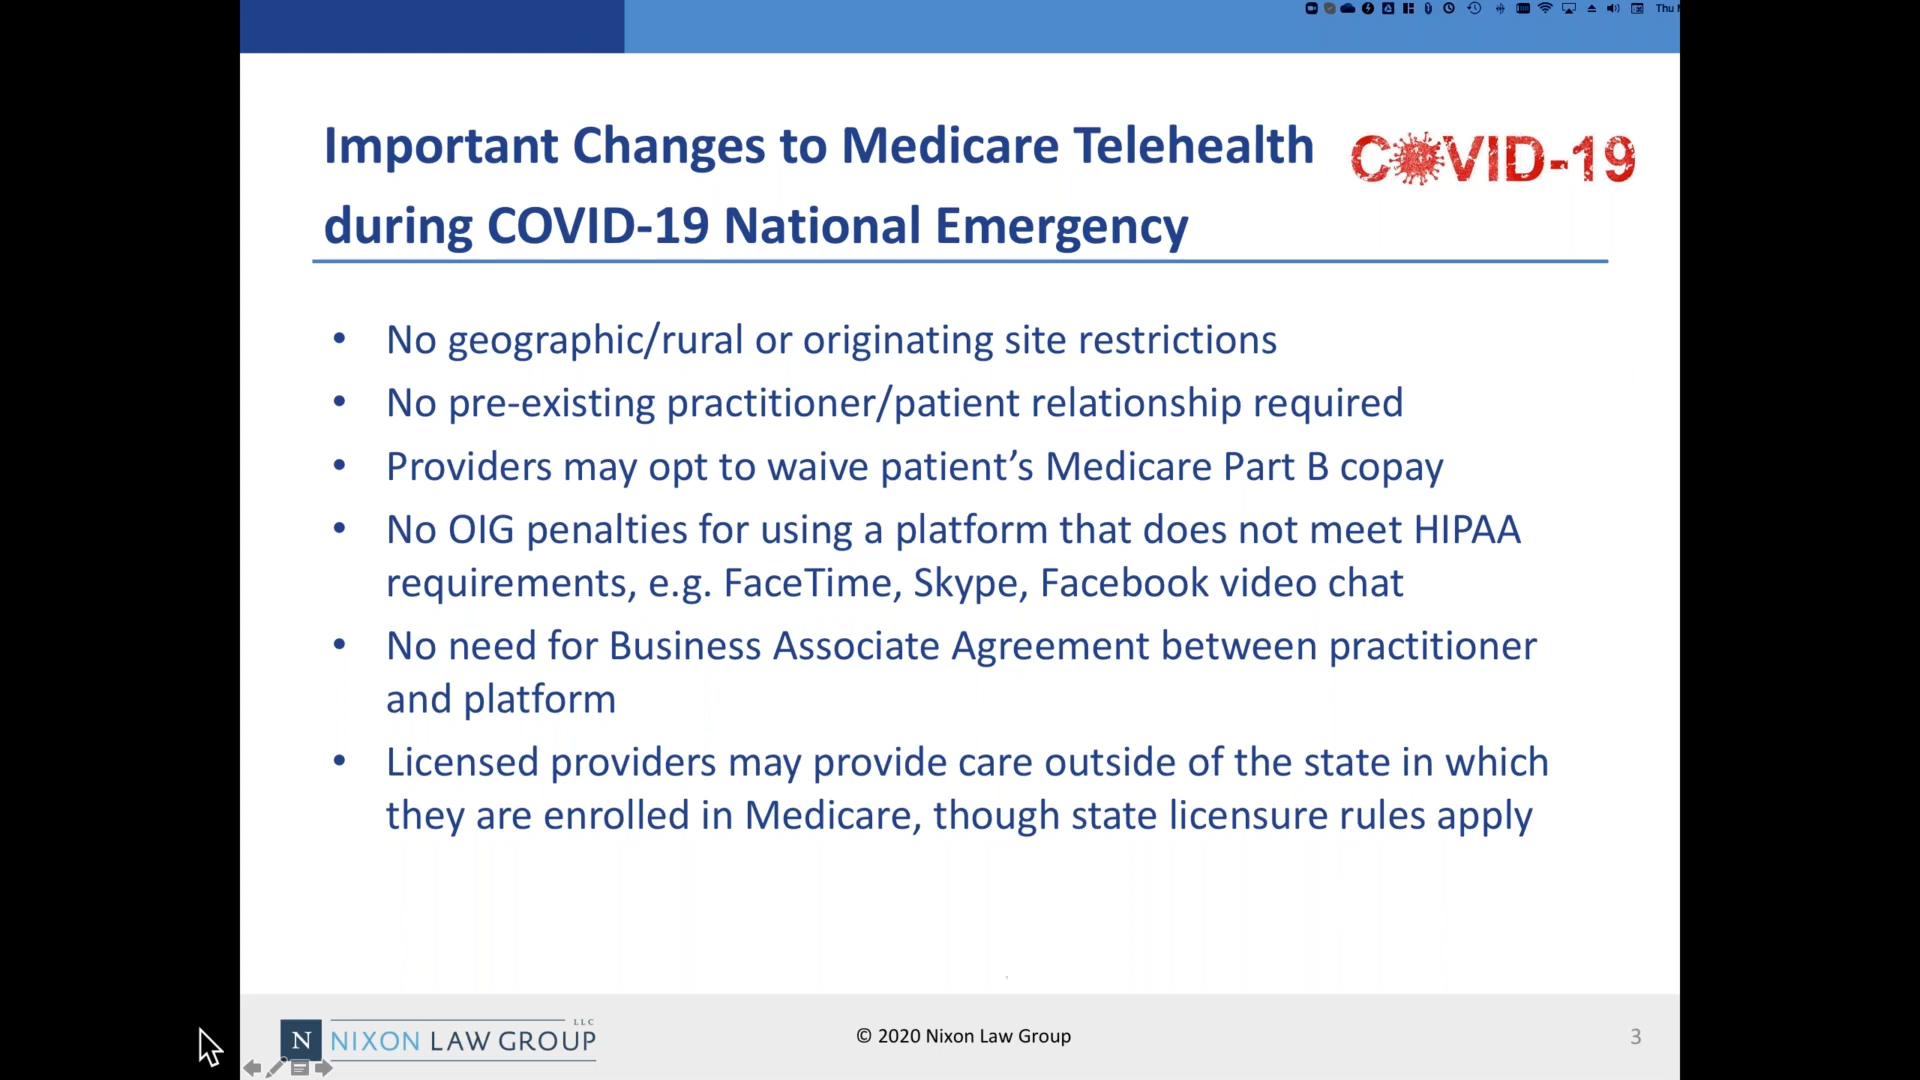 Thu
Important Changes to Medicare Telehealth
COVID-19
during COVID-19 National Emergency
• No geographic/rural or originating site restrictions
• No pre-existing practitioner/patient relationship required
• Providers may opt to waive patient’s Medicare Part B copay
• No OIG penalties for using a platform that does not meet HIPAA
requirements, e.g. FaceTime, Skype, Facebook video chat
• No need for Business Associate Agreement between practitioner
and platform
• Licensed providers may provide care outside of the state in which
they are enrolled in Medicare, though state licensure rules apply
LLC
N NIXON LAW GROUP
© 2020 Nixon Law Group
3